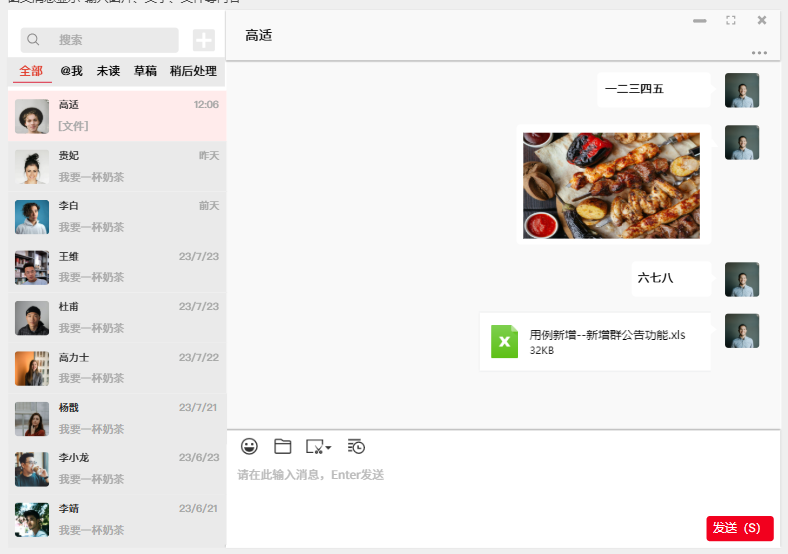 搜索
全部 @我 未读 草稿 稍后处理
高适 12:06
[文件]
贵妃 昨天
我要一杯奶茶
李白 前天
我要一杯奶茶
王维 23/7/23
我要一杯奶茶
杜甫 23/7/23
我要一杯奶茶
高力士 23/7/22
我要一杯奶茶
杨戬 23/7/21
我要一杯奶茶
李小龙 23/6/23
我要一杯奶茶
李靖 23/6/21
我要一杯奶茶
高适
一二三四五
六七八
X
用例新增--新增群公告功能.xls
32KB
请在此输入消息，Enter发送
发送（S）